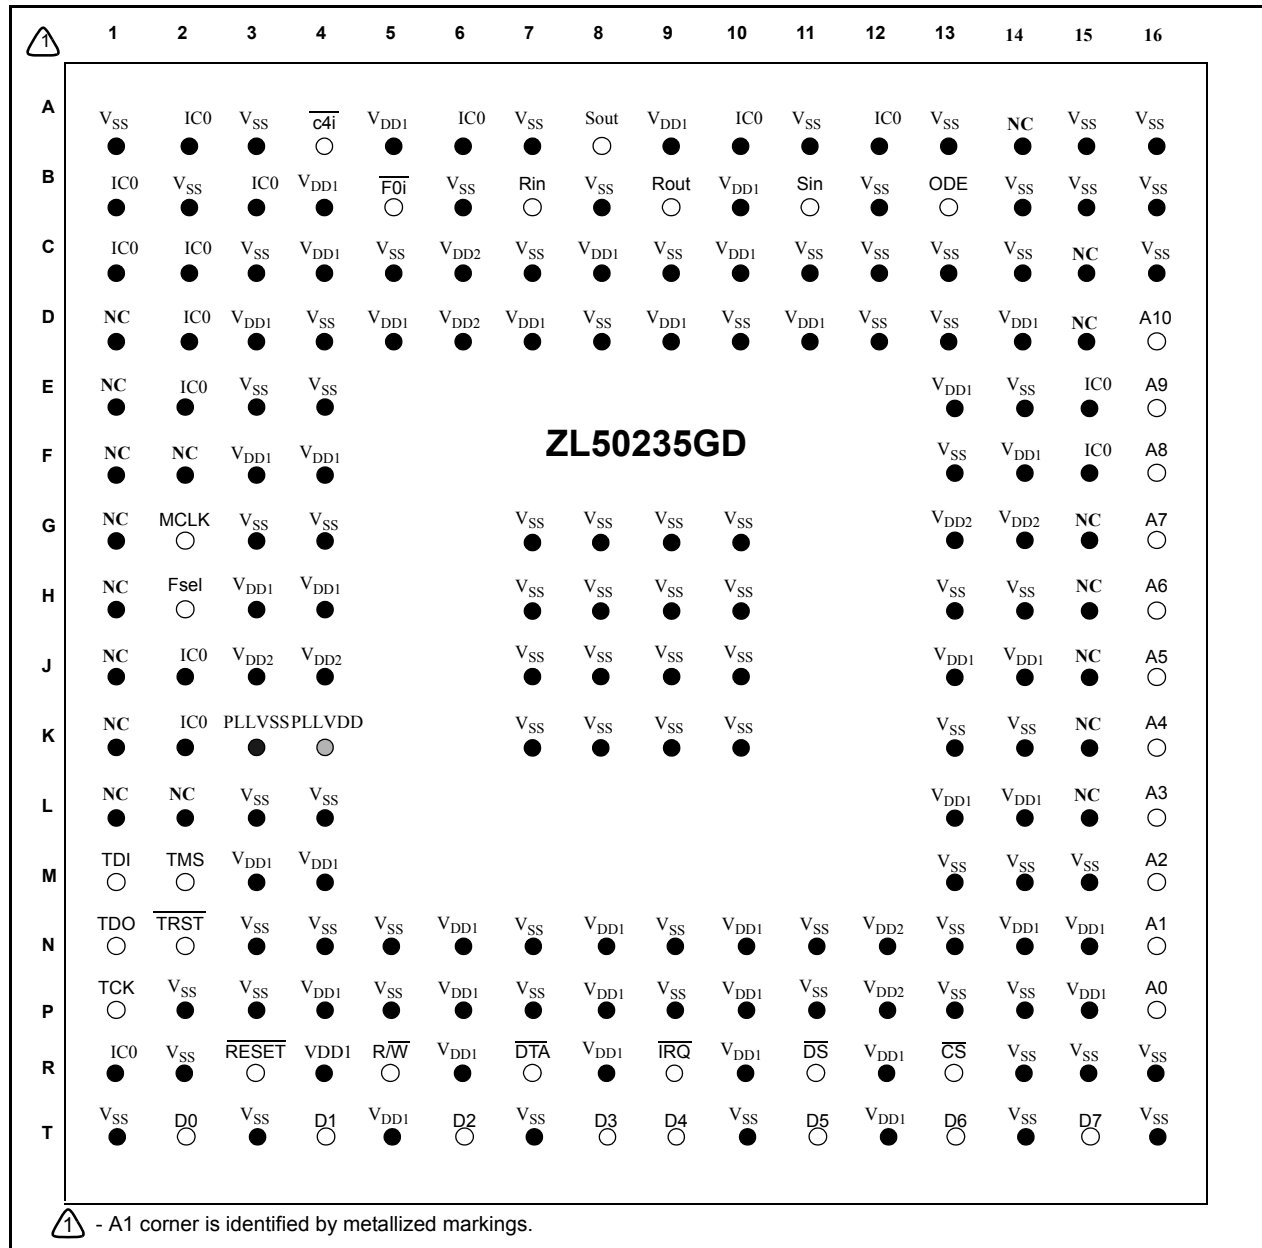 1 1 2 3 4 5 6 7 8 9 10 11 12 13 14 15 16
A VSS IC0 VSS c4i VDD1 IC0 VSS Sout VDD1 IC0 VSS IC0 VSS NC VSS VSS
B IC0 VSS IC0 VDD1 F0i VSS Rin VSS Rout VDD1 Sin VSS ODE VSS VSS VSS
C IC0 IC0 VSS VDD1 VSS VDD2 VSS VDD1 VSS VDD1 VSS VSS VSS VSS NC VSS
D NC IC0 VDD1 VSS VDD1 VDD2 VDD1 VSS VDD1 VSS VDD1 VSS VSS VDD1 NC A10
E NC IC0 VSS VSS VDD1 VSS IC0 A9
ZL50235GD
F NC NC VDD1 VDD1 VSS VDD1 IC0 A8
G NC MCLK VSS VSS VSS VSS VSS VSS VDD2 VDD2 NC A7
H NC Fsel VDD1 VDD1 VSS VSS VSS VSS VSS VSS NC A6
J NC IC0 VDD2 VDD2 VSS VSS VSS VSS VDD1 VDD1 NC A5
K NC IC0 PLLVSS PLLVDD VSS VSS VSS VSS VSS VSS NC A4
L NC NC VSS VSS VDD1 VDD1 NC A3
M TDI TMS VDD1 VDD1 VSS VSS VSS A2
N TDO TRST VSS VSS VSS VDD1 VSS VDD1 VSS VDD1 VSS VDD2 VSS VDD1 VDD1 A1
P TCK VSS VSS VDD1 VSS VDD1 VSS VDD1 VSS VDD1 VSS VDD2 VSS VSS VDD1 A0
R IC0 VSS RESET VDD1 R/W VDD1 DTA VDD1 IRQ VDD1 DS VDD1 CS VSS VSS VSS
T VSS D0 VSS D1 VDD1 D2 VSS D3 D4 VSS D5 VDD1 D6 VSS D7 VSS
1 - A1 corner is identified by metallized markings.